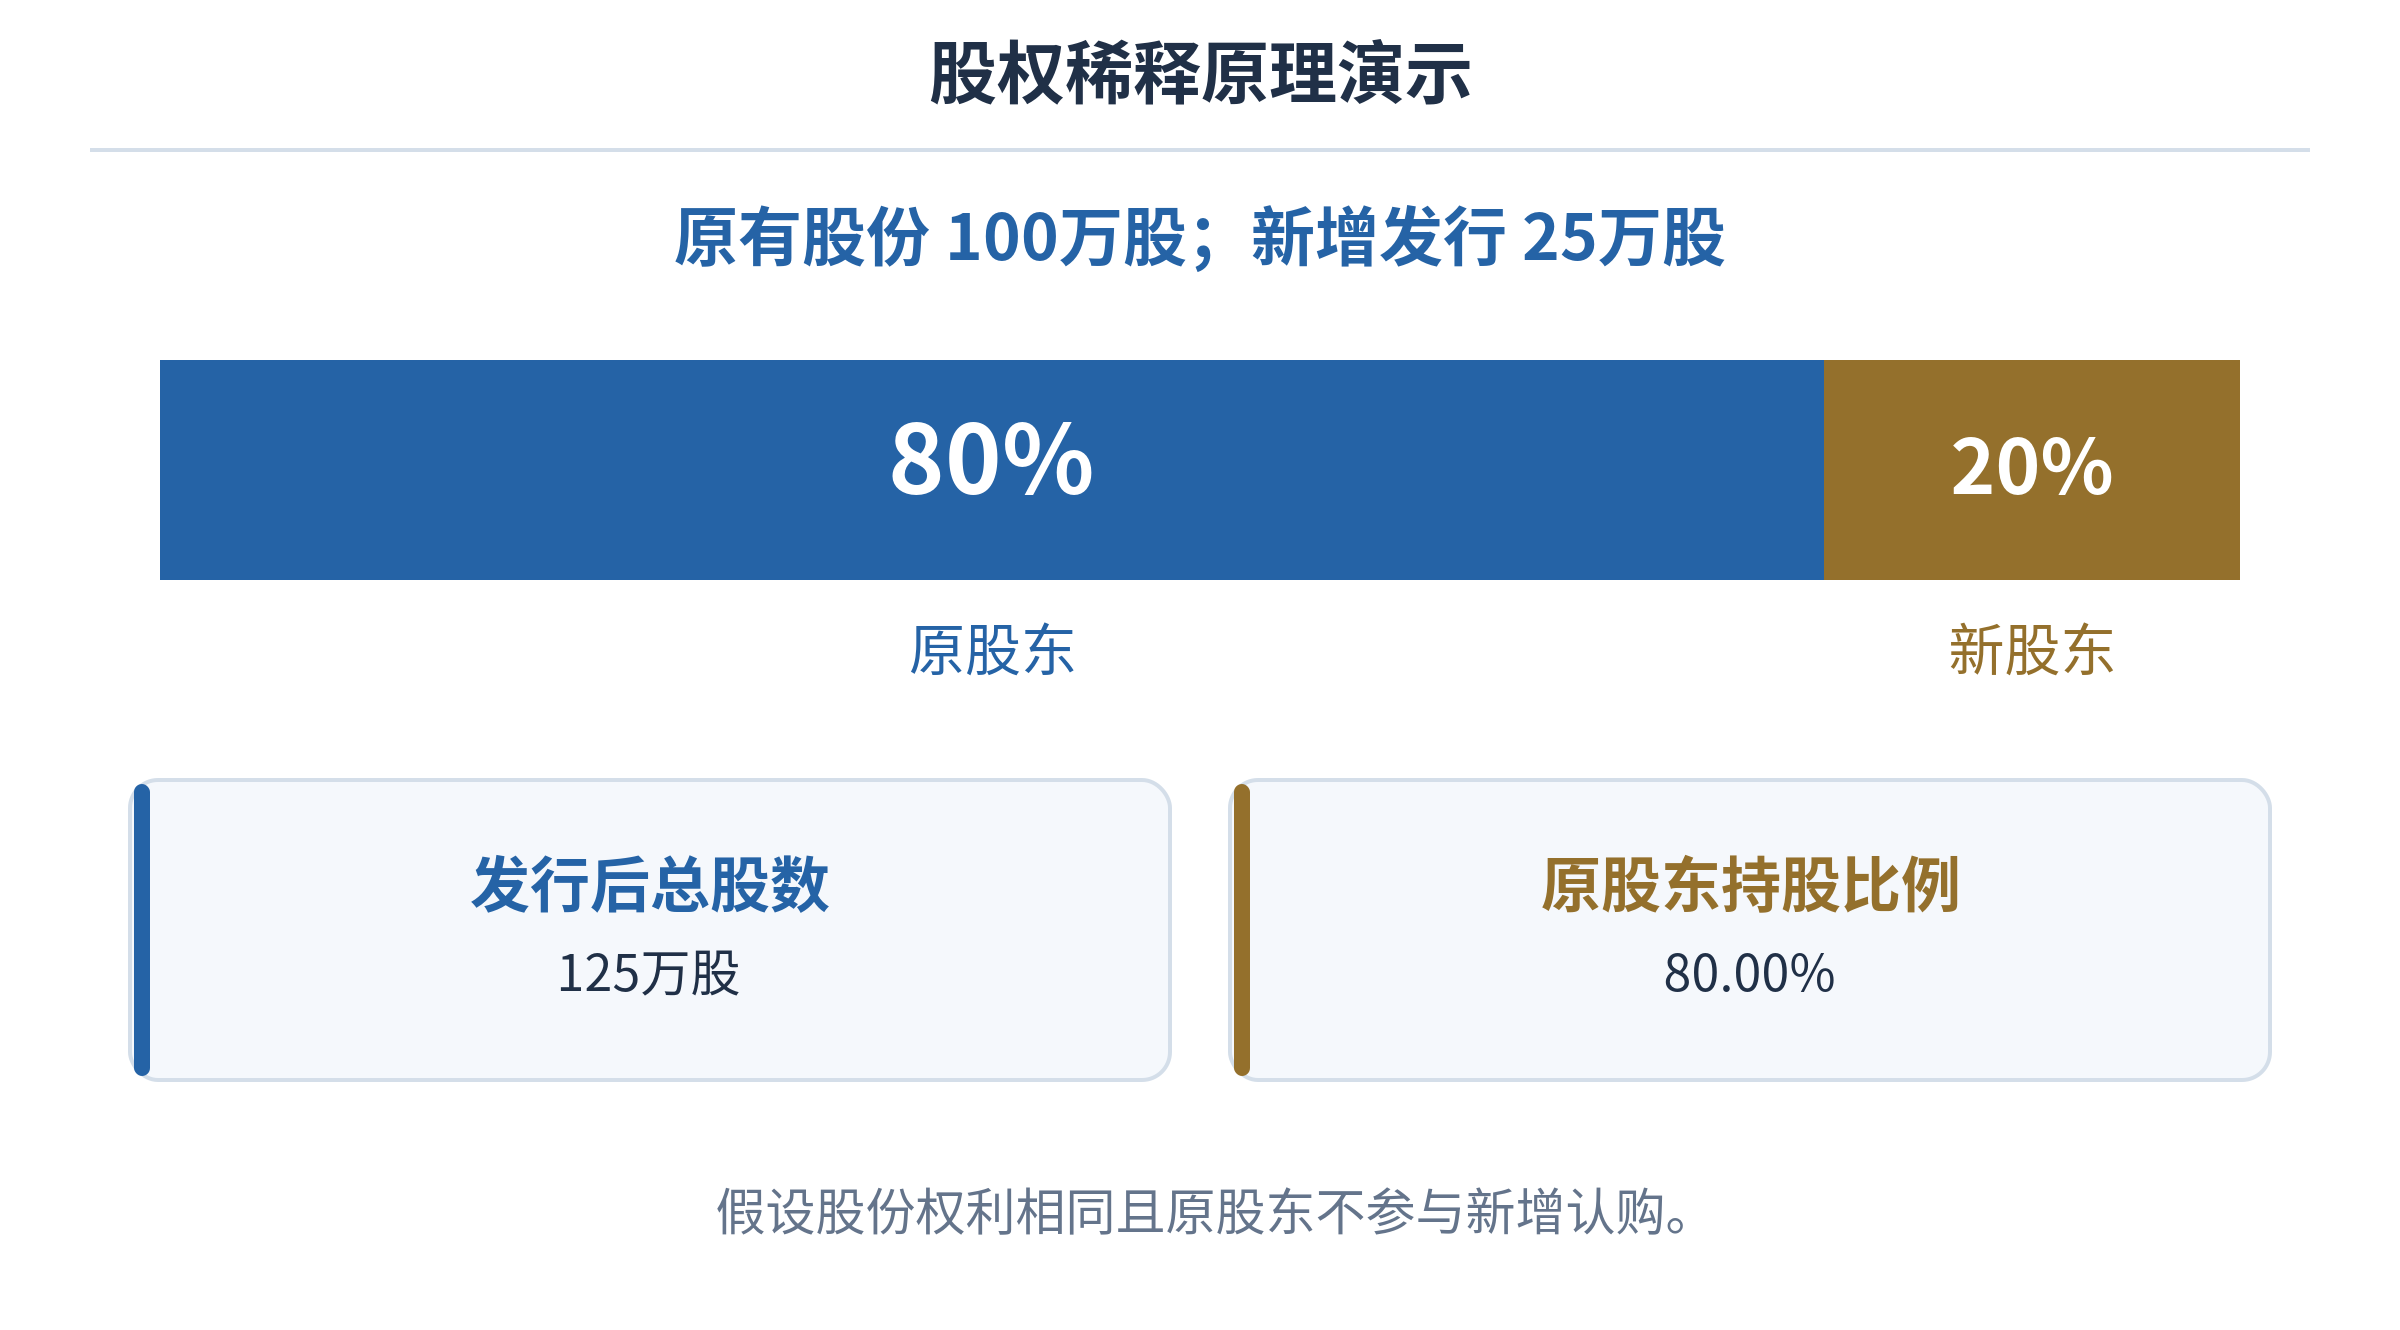 股权稀释原理演示
原有股份 100万股；新增发行 25万股
80%
20%
原股东
新股东
发行后总股数
125万股
原股东持股比例
80.00%
假设股份权利相同且原股东不参与新增认购。